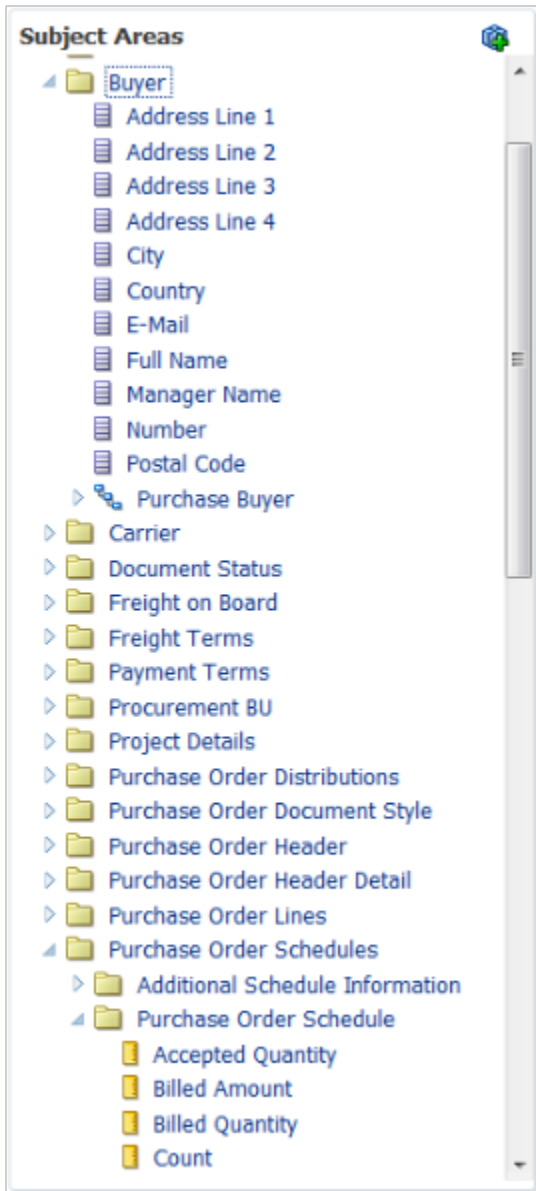 Subject Areas
Buyer
Address Line 1
Address Line 2
Address Line 3
Address Line 4
City
Country
E-Mail
Full Name
Manager Name
Number
Postal Code
Purchase Buyer
Carrier
Document Status
Freight on Board
Freight Terms
Payment Terms
Procurement BU
Project Details
Purchase Order Distributions
Purchase Order Document Style
Purchase Order Header
Purchase Order Header Detail
Purchase Order Lines
Purchase Order Schedules
Additional Schedule Information
Purchase Order Schedule
Accepted Quantity
Billed Amount
Billed Quantity
Count